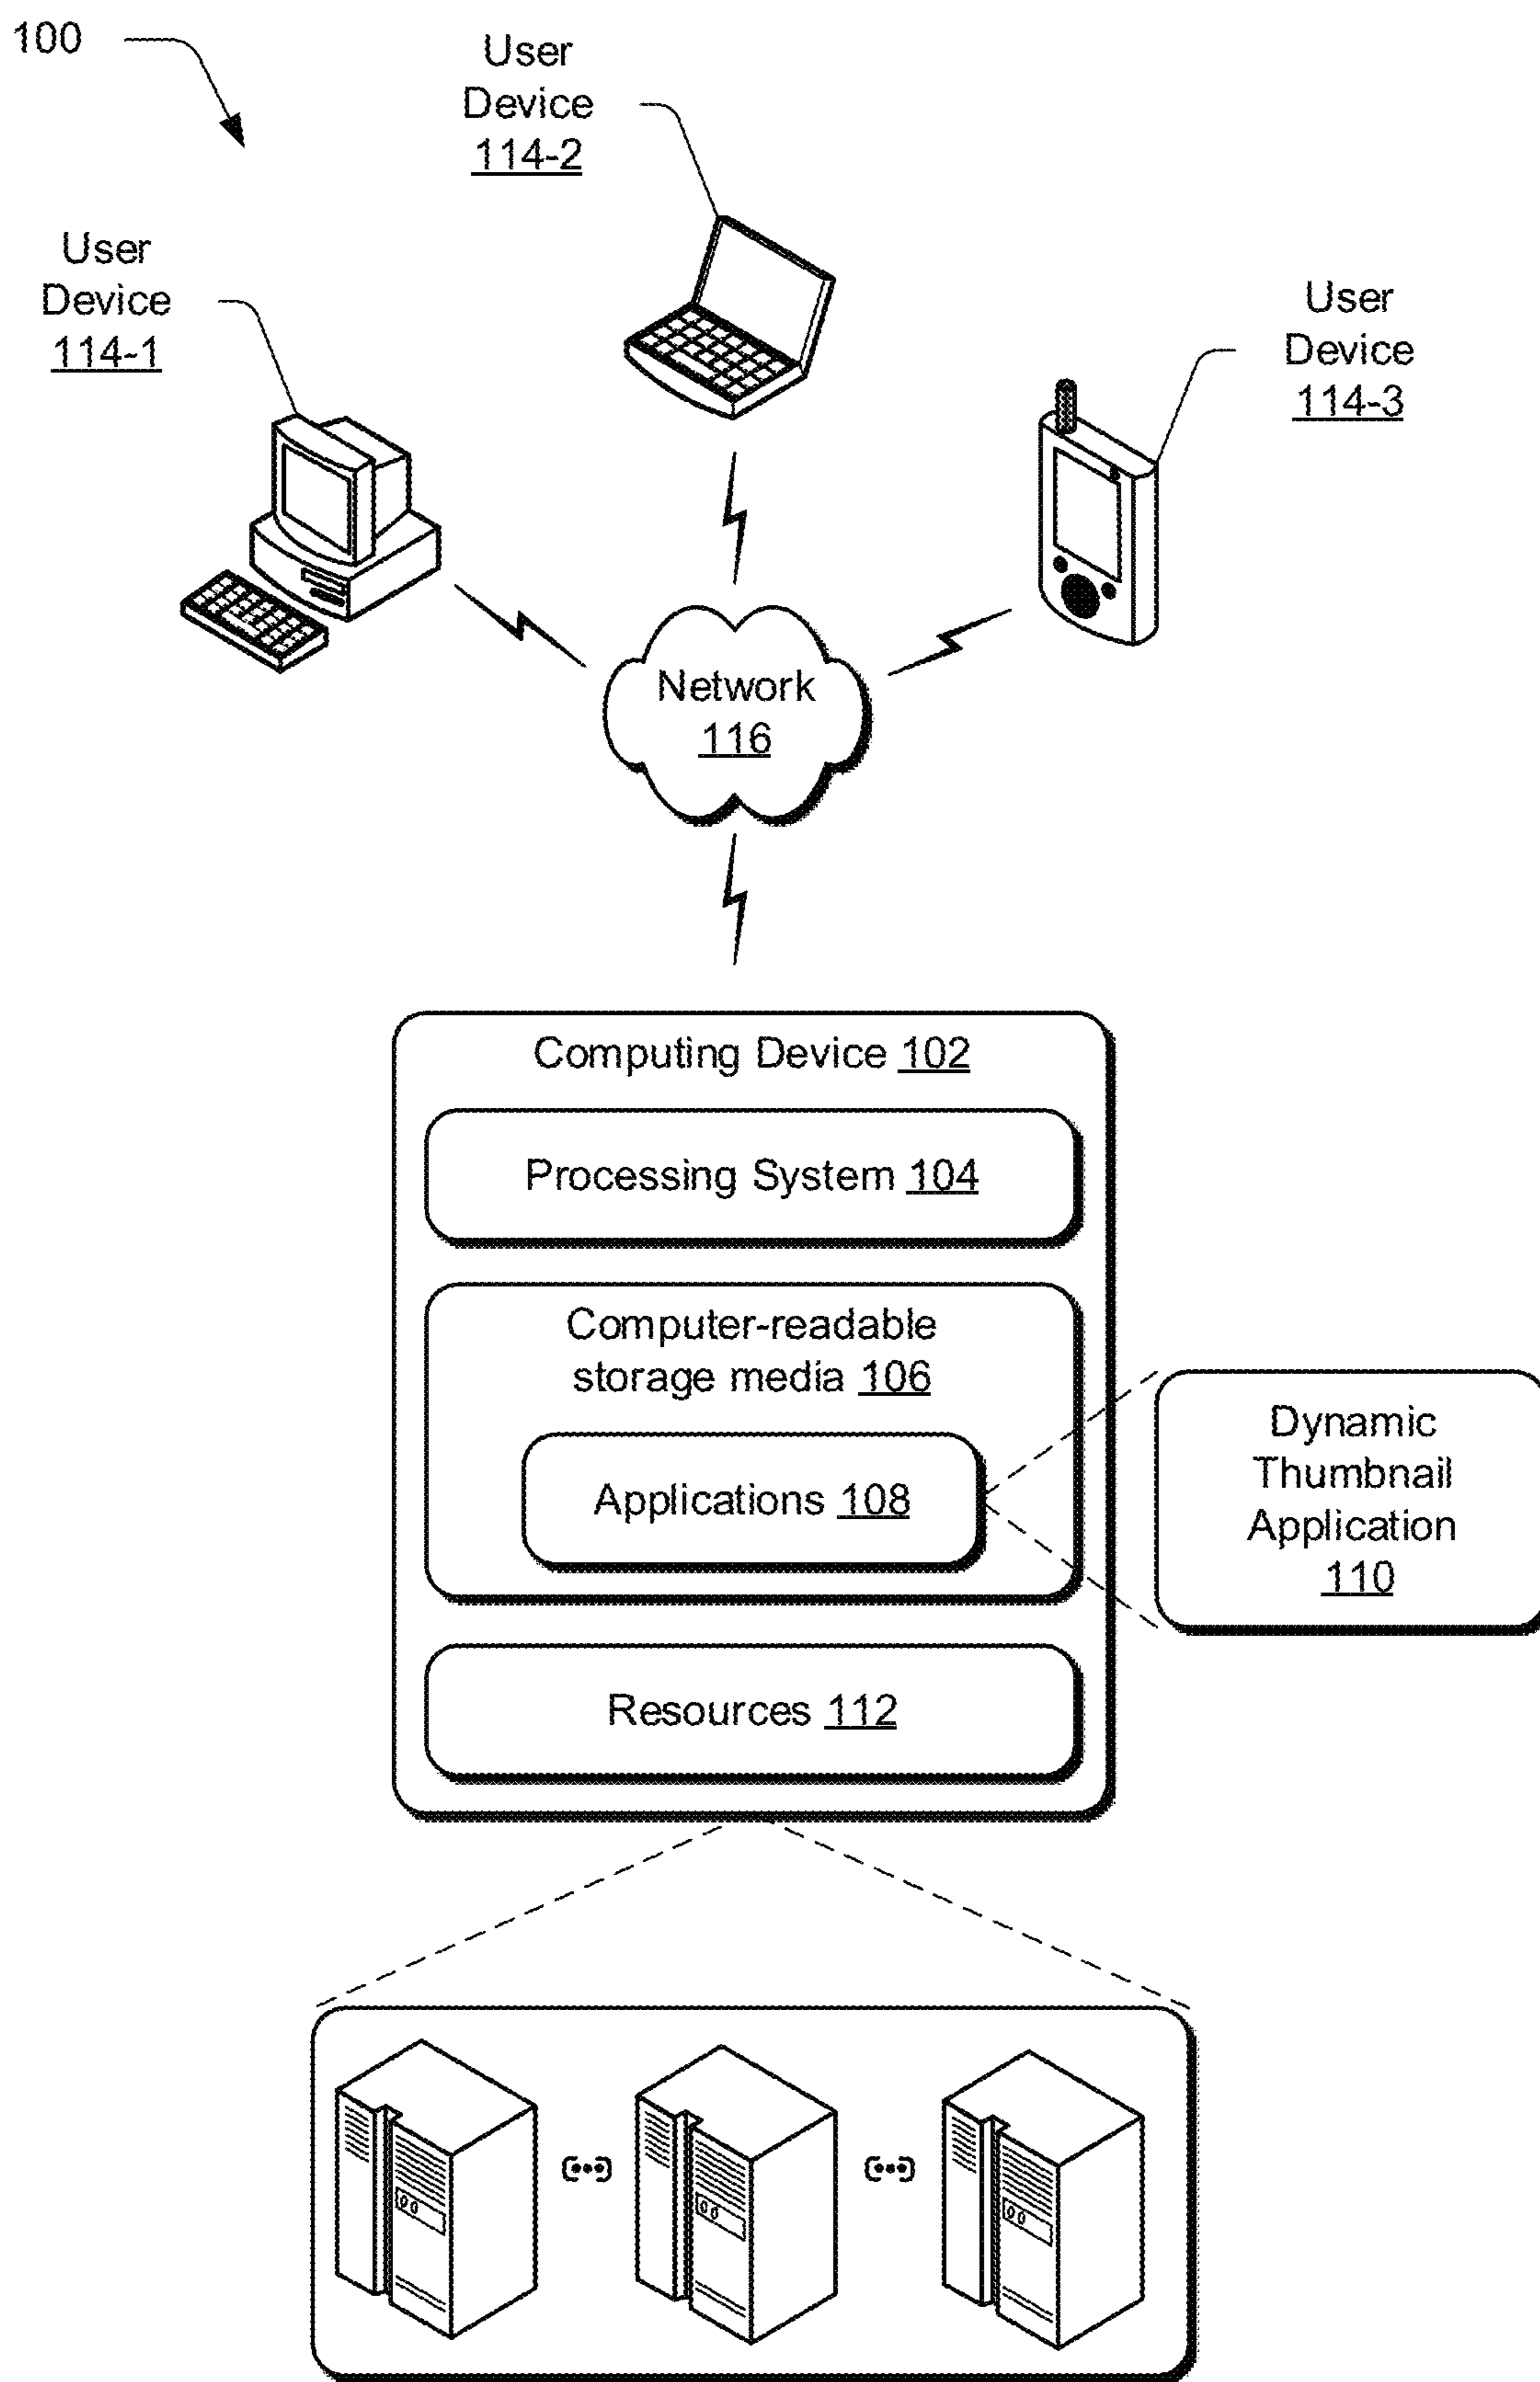 100
User
Device
114-2
User
Device
114-1
User
Device
114-3
Network
116
Computing Device 102
Processing System 104
Computer-readable
storage media 106
Applications 108
Dynamic
Thumbnail
Application
110
Resources 112